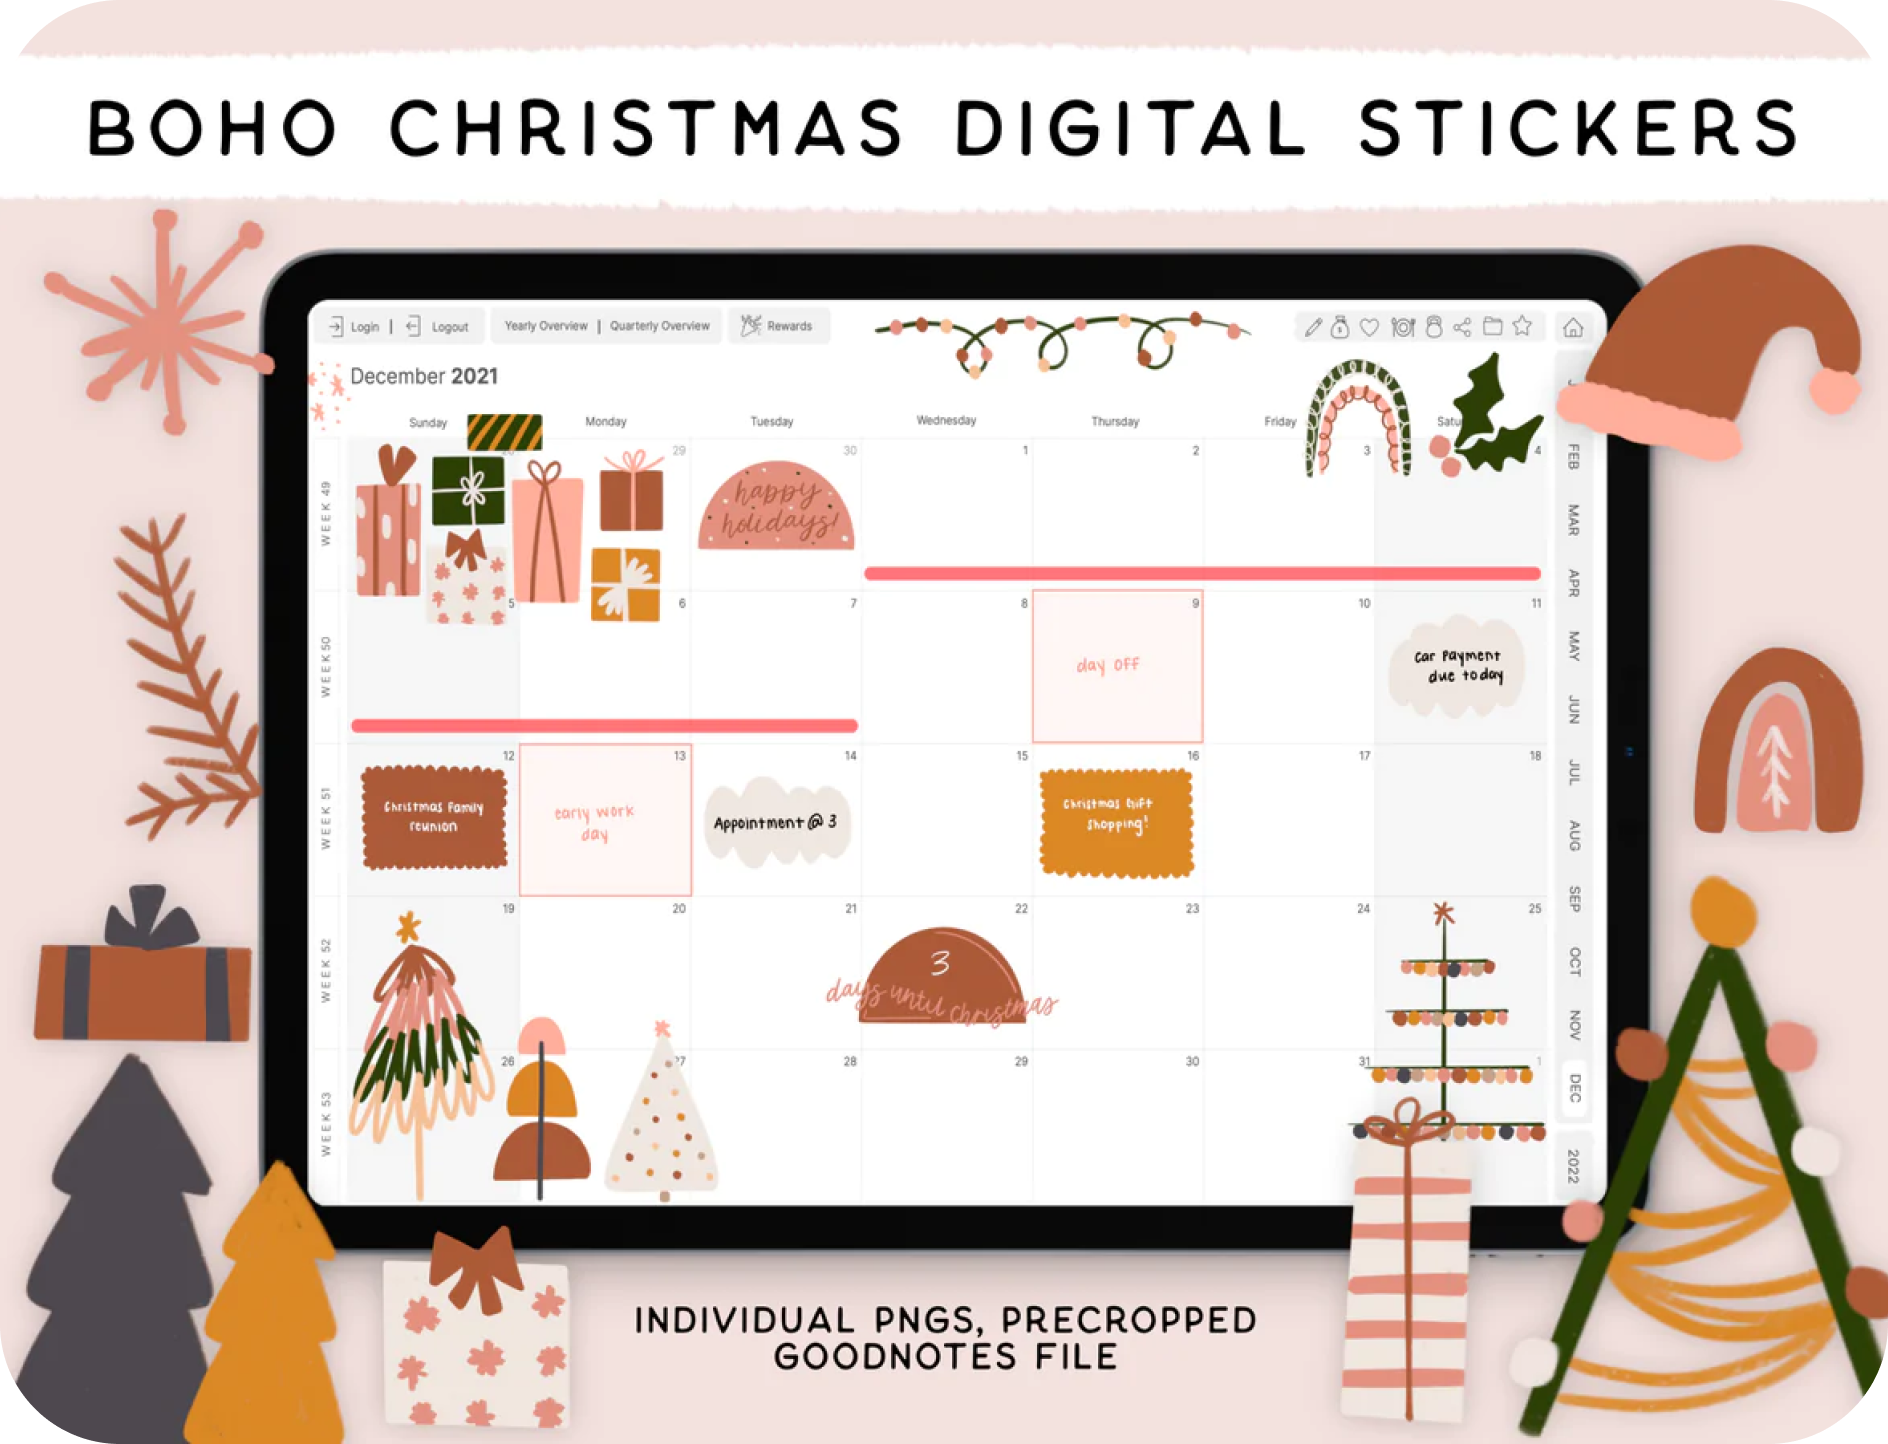 BOHO CHRISTMAS DIGITAL STICKERS
Login | Logout
Yearly Overview | Quarterly Overview
Rewards
December 2021
Sunday Monday Tuesday Wednesday Thursday Friday
WEEK 49
29 30 1 2 3 4
happy
holidays!
WEEK 50
5 6 7 8 9 10 11
day off
Car Payment
due today
WEEK 51
12 13 14 15 16 17 18
Christmas Family
reunion
early work
day
Appointment @ 3
Christmas Gift
Shopping!
WEEK 52
19 20 21 22 23 24 25
3
days until Christmas
WEEK 53
26 27 28 29 30 31 1
FEB
MAR
APR
MAY
JUN
JUL
AUG
SEP
OCT
NOV
DEC
2022
INDIVIDUAL PNGS, PRECROPPED
GOODNOTES FILE